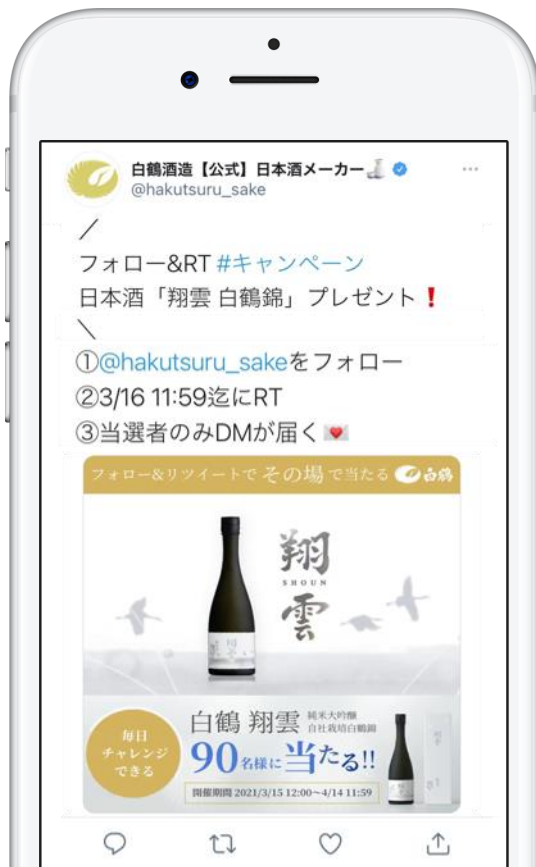 白鶴酒造【公式】日本酒メーカー🍶
@hakutsuru_sake
／
フォロー&RT #キャンペーン
日本酒「翔雲 白鶴錦」プレゼント❗
＼
①@hakutsuru_sakeをフォロー
②3/16 11:59迄にRT
③当選者のみDMが届く💌
フォロー&リツイートでその場で当たる 白鶴
翔
SHOUN
雲
毎日
チャレンジ
できる
白鶴 翔雲 純米大吟醸
自社栽培白鶴錦
90名様に当たる!!
開催期間 2021/3/15 12:00～4/14 11:59